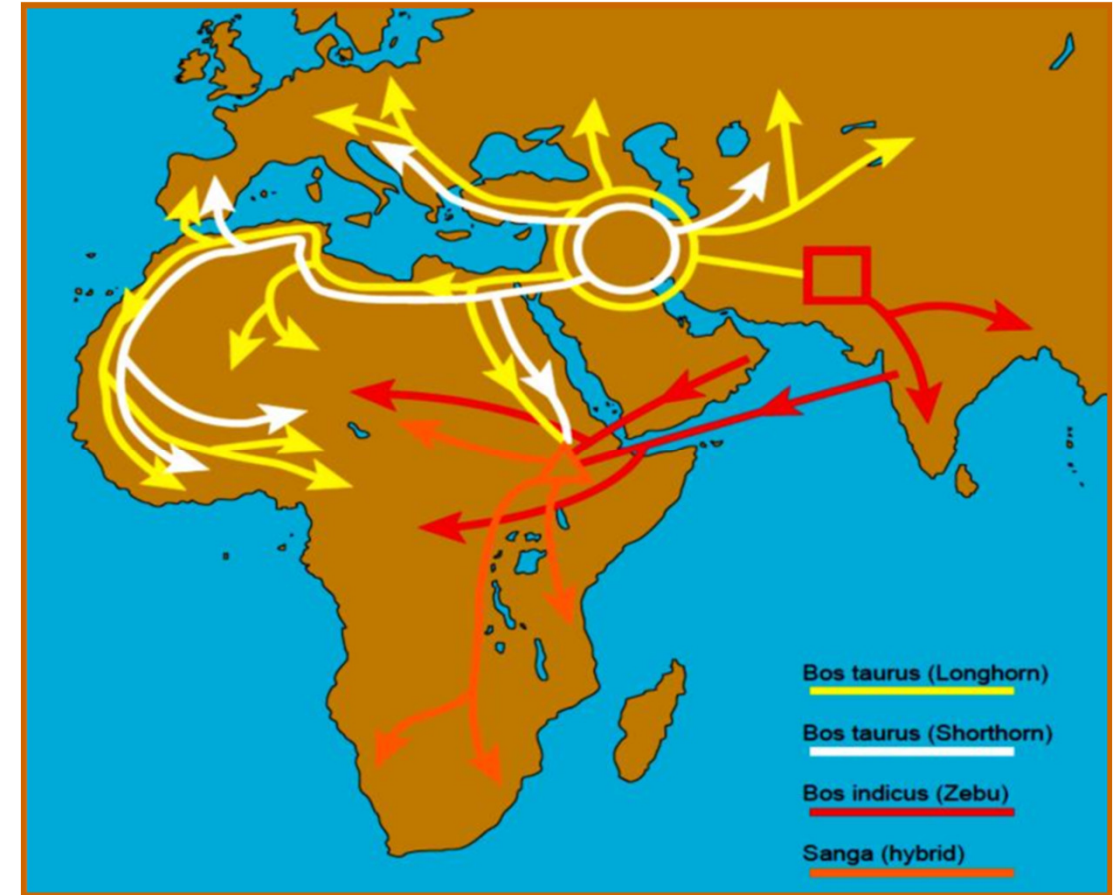 Bos taurus (Longhorn)
Bos taurus (Shorthorn)
Bos indicus (Zebu)
Sanga (hybrid)